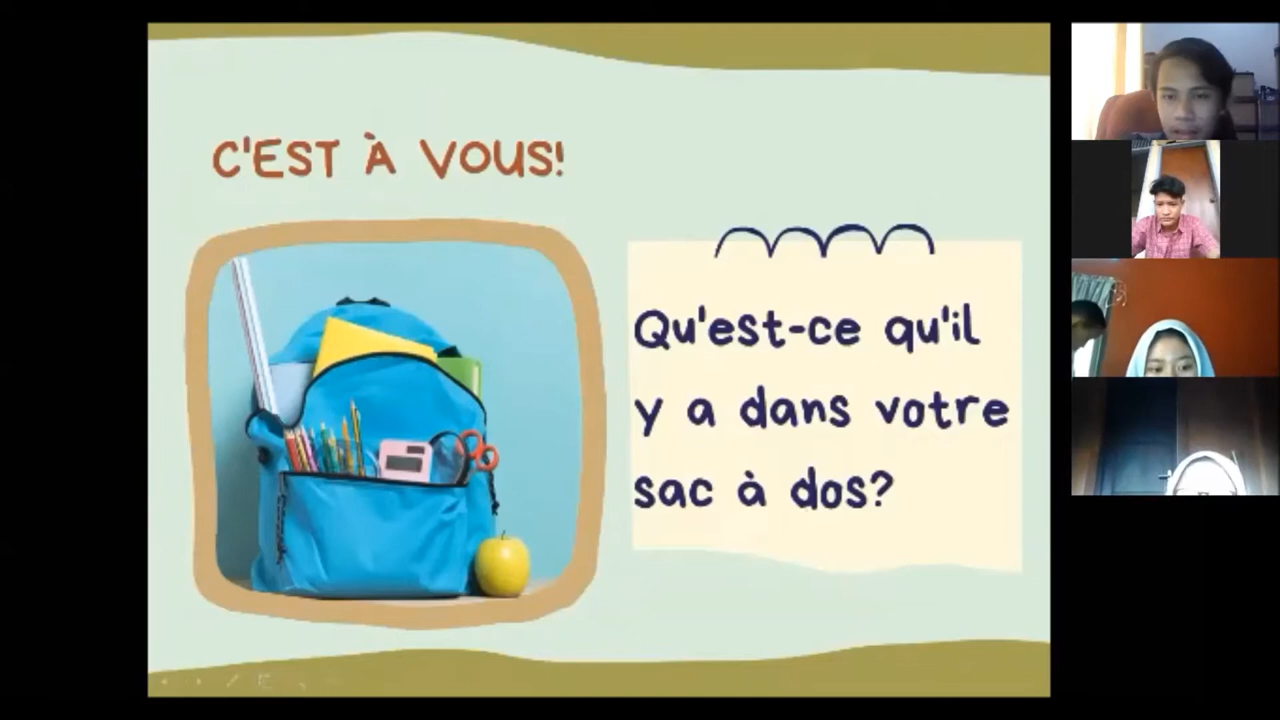 C'EST À VOUS!
Qu'est-ce qu'il
y a dans votre
sac à dos?